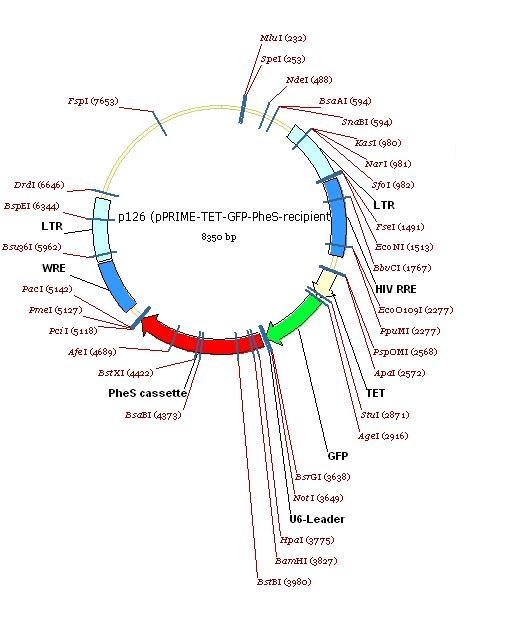 MluI (232)
SpeI (253)
NdeI (488)
BsaAI (594)
SnaBI (594)
KasI (980)
NarI (981)
SfoI (982)
LTR
FseI (1491)
EcoNI (1513)
BbvCI (1767)
HIV RRE
EcoO109I (2277)
PpuMI (2277)
PspOMI (2568)
ApaI (2572)
TET
StuI (2871)
AgeI (2916)
GFP
BsrGI (3638)
NotI (3649)
U6-Leader
HpaI (3775)
BamHI (3827)
BstBI (3980)
BsaBI (4373)
PheS cassette
BstXI (4422)
AfeI (4689)
PciI (5118)
PmeI (5127)
PacI (5142)
WRE
Bsu36I (5962)
LTR
BspEI (6344)
DrdI (6646)
FspI (7653)
p126 (pPRIME-TET-GFP-PheS-recipient
8350 bp